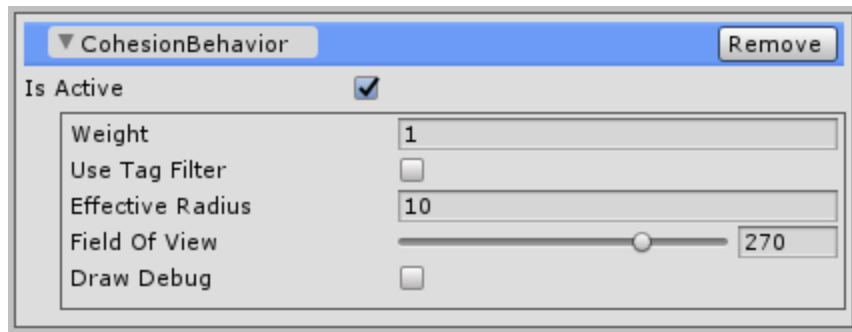 CohesionBehavior Remove
Is Active
Weight 1
Use Tag Filter
Effective Radius 10
Field Of View 270
Draw Debug